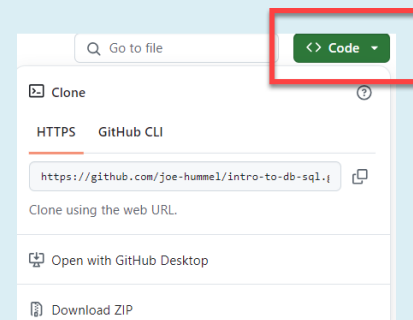 Go to file
<> Code
Clone
HTTPS GitHub CLI
https://github.com/joe-hummel/intro-to-db-sql.g
Clone using the web URL.
Open with GitHub Desktop
Download ZIP